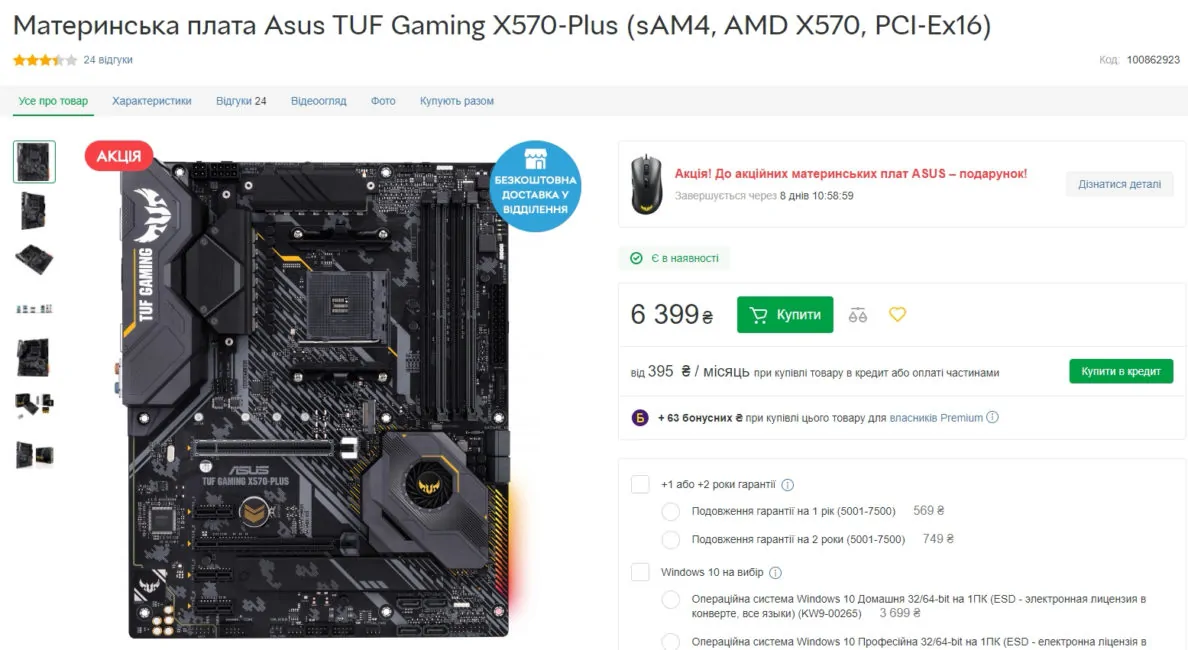 Материнська плата Asus TUF Gaming X570-Plus (sAM4, AMD X570, PCI-Ex16)
24 відгуки
Код: 100862923
Усе про товар Характеристики Відгуки 24 Відеоогляд Фото Купують разом
АКЦІЯ
БЕЗКОШТОВНА
ДОСТАВКА У
ВІДДІЛЕННЯ
TUF GAMING
ASUS
TUF GAMING X570-PLUS
Акція! До акційних материнських плат ASUS – подарунок!
Завершується через 8 днів 10:58:59
Дізнатися деталі
Є в наявності
6 399 ₴
Купити
від 395 ₴ / місяць при купівлі товару в кредит або оплаті частинами
Купити в кредит
Б + 63 бонусних ₴ при купівлі цього товару для власників Premium
+1 або +2 роки гарантії
Подовження гарантії на 1 рік (5001-7500) 569 ₴
Подовження гарантії на 2 роки (5001-7500) 749 ₴
Windows 10 на вибір
Операційна система Windows 10 Домашня 32/64-bit на 1ПК (ESD - электронная лицензия в
конверте, все языки) (KW9-00265) 3 699 ₴
Операційна система Windows 10 Професійна 32/64-bit на 1ПК (ESD - електронна ліцензія в